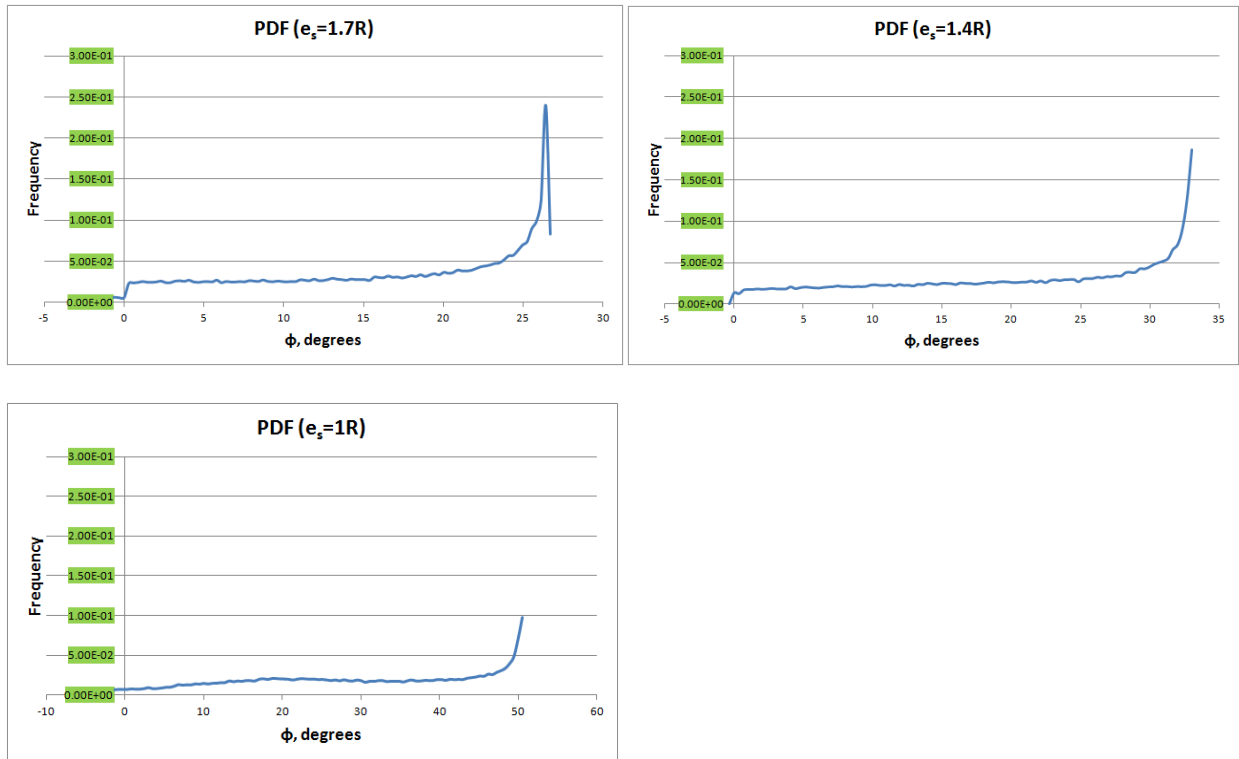 PDF (eₛ=1.7R)
3.00E-01
2.50E-01
2.00E-01
1.50E-01
1.00E-01
5.00E-02
0.00E+00
Frequency
-5 0 5 10 15 20 25 30
ϕ, degrees
PDF (eₛ=1.4R)
3.00E-01
2.50E-01
2.00E-01
1.50E-01
1.00E-01
5.00E-02
0.00E+00
Frequency
-5 0 5 10 15 20 25 30 35
ϕ, degrees
PDF (eₛ=1R)
3.00E-01
2.50E-01
2.00E-01
1.50E-01
1.00E-01
5.00E-02
0.00E+00
Frequency
-10 0 10 20 30 40 50 60
ϕ, degrees